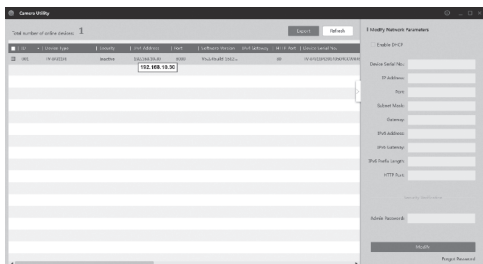 Camera Utility
Total number of online devices: 1
Export
Refresh
ID
Device Type
Security
IPv4 Address
Port
Software Version
IPv4 Gateway
HTTP Port
Device Serial No.
001
Inactive
192.168.10.30
Modify Network Parameters
Enable DHCP
Device Serial No.:
IP Address:
Port:
Subnet Mask:
Gateway:
IPv6 Address:
IPv6 Gateway:
IPv6 Prefix Length:
HTTP Port:
Admin Password:
Modify
Forgot Password